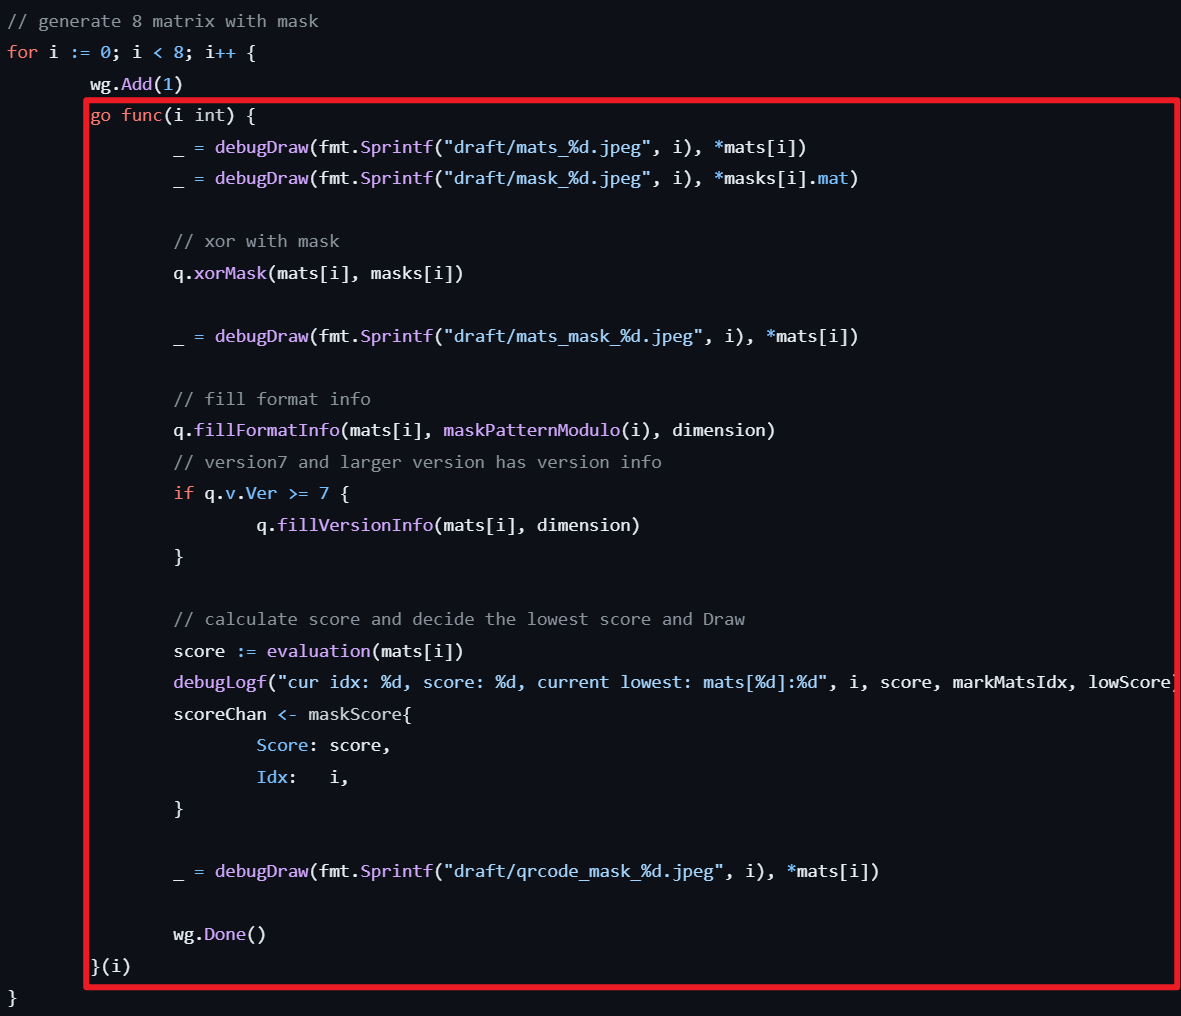 // generate 8 matrix with mask
for i := 0; i < 8; i++ {
wg.Add(1)
go func(i int) {
_ = debugDraw(fmt.Sprintf("draft/mats_%d.jpeg", i), *mats[i])
_ = debugDraw(fmt.Sprintf("draft/mask_%d.jpeg", i), *masks[i].mat)
// xor with mask
q.xorMask(mats[i], masks[i])
_ = debugDraw(fmt.Sprintf("draft/mats_mask_%d.jpeg", i), *mats[i])
// fill format info
q.fillFormatInfo(mats[i], maskPatternModulo(i), dimension)
// version7 and larger version has version info
if q.v.Ver >= 7 {
q.fillVersionInfo(mats[i], dimension)
}
// calculate score and decide the lowest score and Draw
score := evaluation(mats[i])
debugLogf("cur idx: %d, score: %d, current lowest: mats[%d]:%d", i, score, markMatsIdx, lowScore)
scoreChan <- maskScore{
Score: score,
Idx:   i,
}
_ = debugDraw(fmt.Sprintf("draft/qrcode_mask_%d.jpeg", i), *mats[i])
wg.Done()
}(i)
}